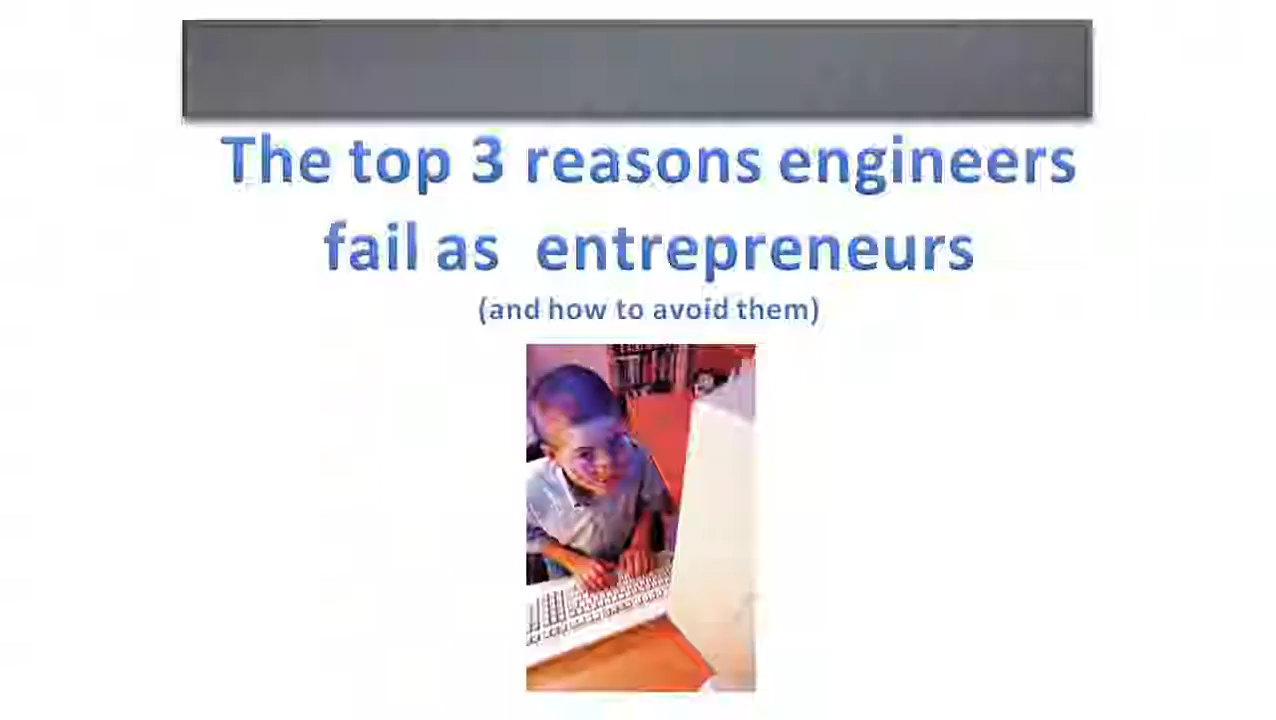 The top 3 reasons engineers
fail as entrepreneurs
(and how to avoid them)